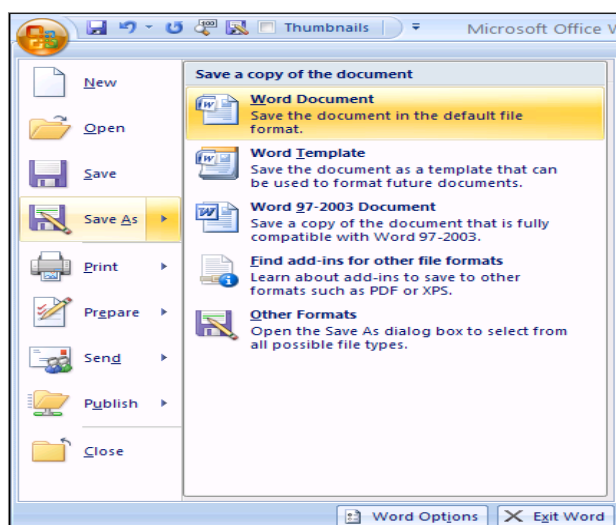 Thumbnails
Microsoft Office W
New
Open
Save
Save As
Print
Prepare
Send
Publish
Close
Save a copy of the document
Word Document
Save the document in the default file
format.
Word Template
Save the document as a template that can
be used to format future documents.
Word 97-2003 Document
Save a copy of the document that is fully
compatible with Word 97-2003.
Find add-ins for other file formats
Learn about add-ins to save to other
formats such as PDF or XPS.
Other Formats
Open the Save As dialog box to select from
all possible file types.
Word Options
Exit Word